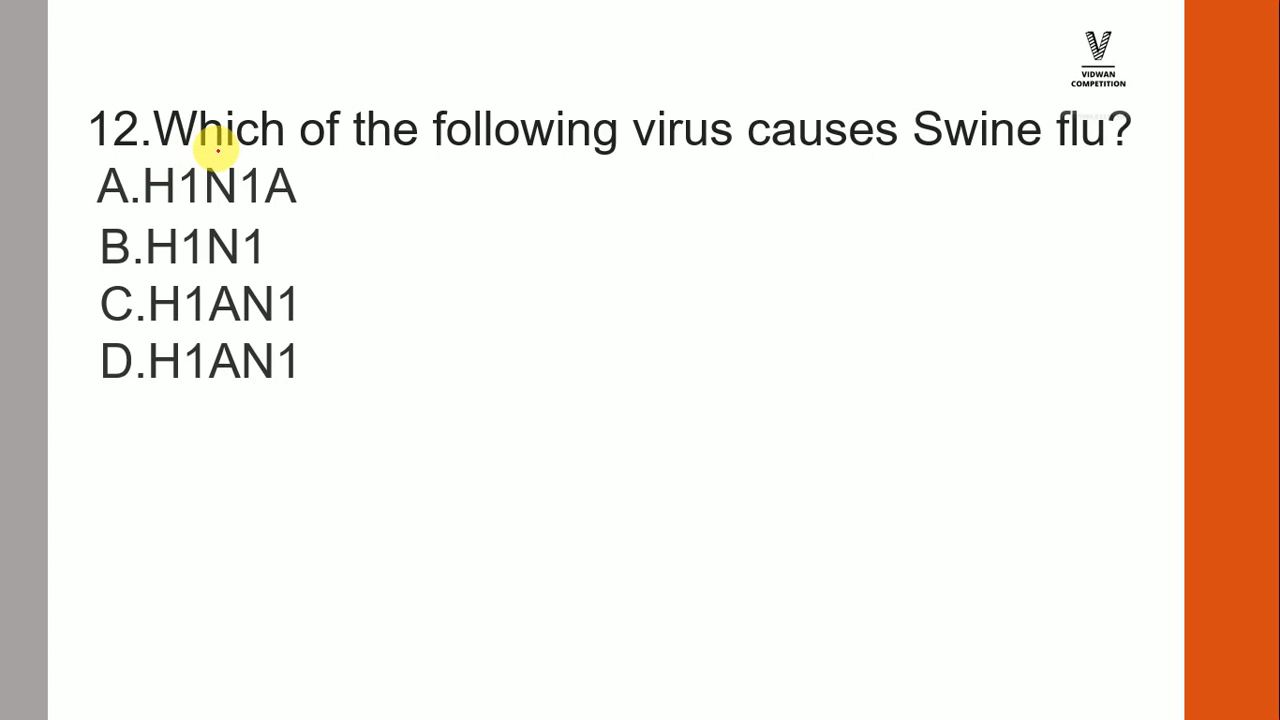 VIDWAN
COMPETITION
12.Which of the following virus causes Swine flu?
A.H1N1A
B.H1N1
C.H1AN1
D.H1AN1